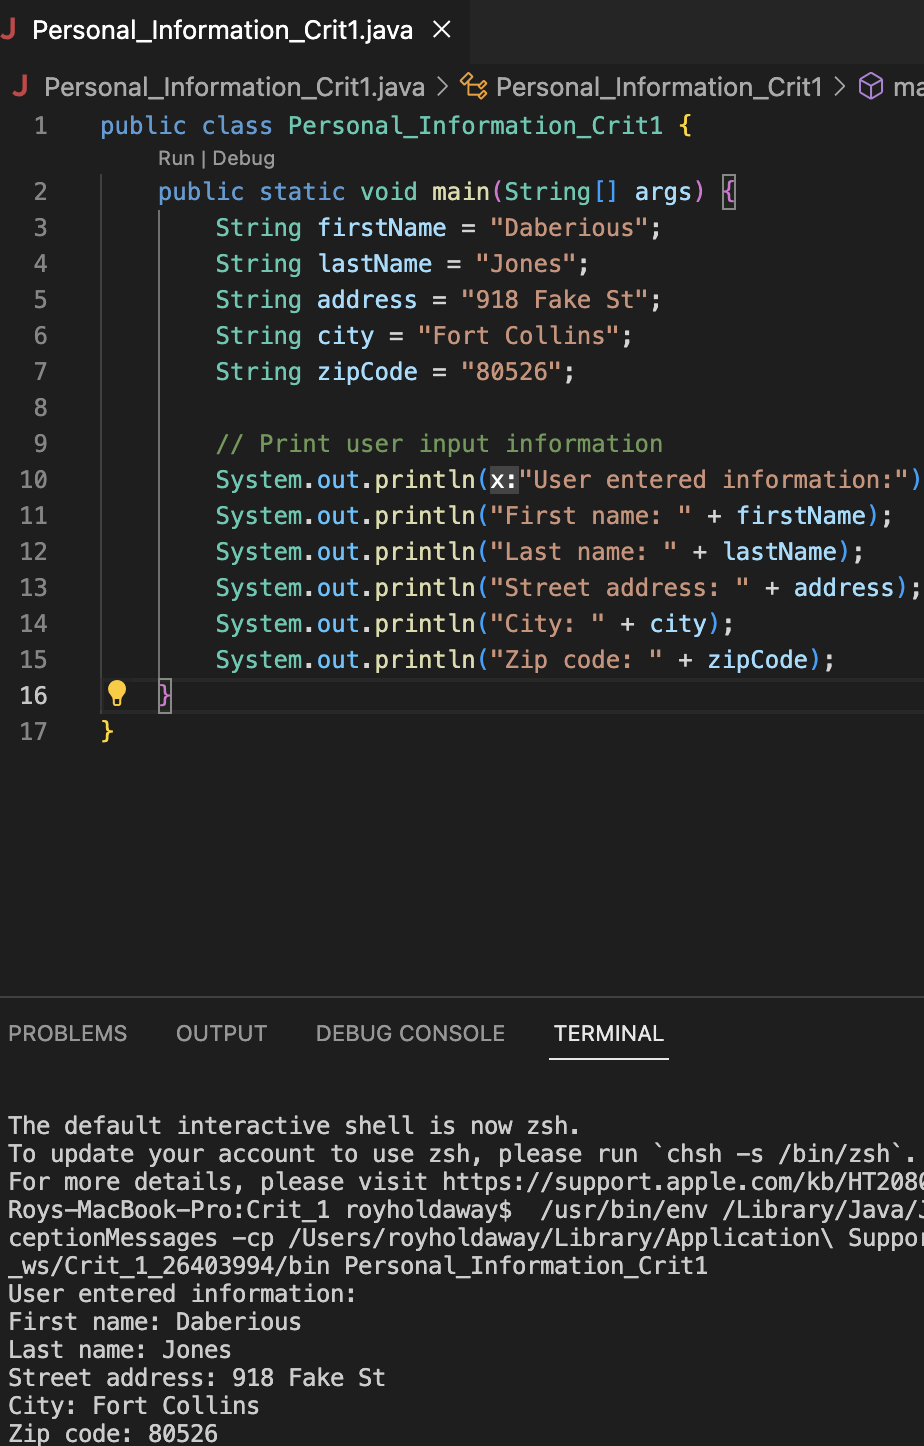 Personal_Information_Crit1.java
Personal_Information_Crit1.java > Personal_Information_Crit1 >
1 public class Personal_Information_Crit1 {
Run | Debug
2 public static void main(String[] args) {
3 String firstName = "Daberious";
4 String lastName = "Jones";
5 String address = "918 Fake St";
6 String city = "Fort Collins";
7 String zipCode = "80526";
8
9 // Print user input information
10 System.out.println(x:"User entered information:")
11 System.out.println("First name: " + firstName);
12 System.out.println("Last name: " + lastName);
13 System.out.println("Street address: " + address);
14 System.out.println("City: " + city);
15 System.out.println("Zip code: " + zipCode);
16 }
17 }
PROBLEMS OUTPUT DEBUG CONSOLE TERMINAL
The default interactive shell is now zsh.
To update your account to use zsh, please run `chsh -s /bin/zsh`.
For more details, please visit https://support.apple.com/kb/HT208
Roys-MacBook-Pro:Crit_1 royholdaway$ /usr/bin/env /Library/Java/
ceptionMessages -cp /Users/royholdaway/Library/Application\ Suppor
_ws/Crit_1_26403994/bin Personal_Information_Crit1
User entered information:
First name: Daberious
Last name: Jones
Street address: 918 Fake St
City: Fort Collins
Zip code: 80526